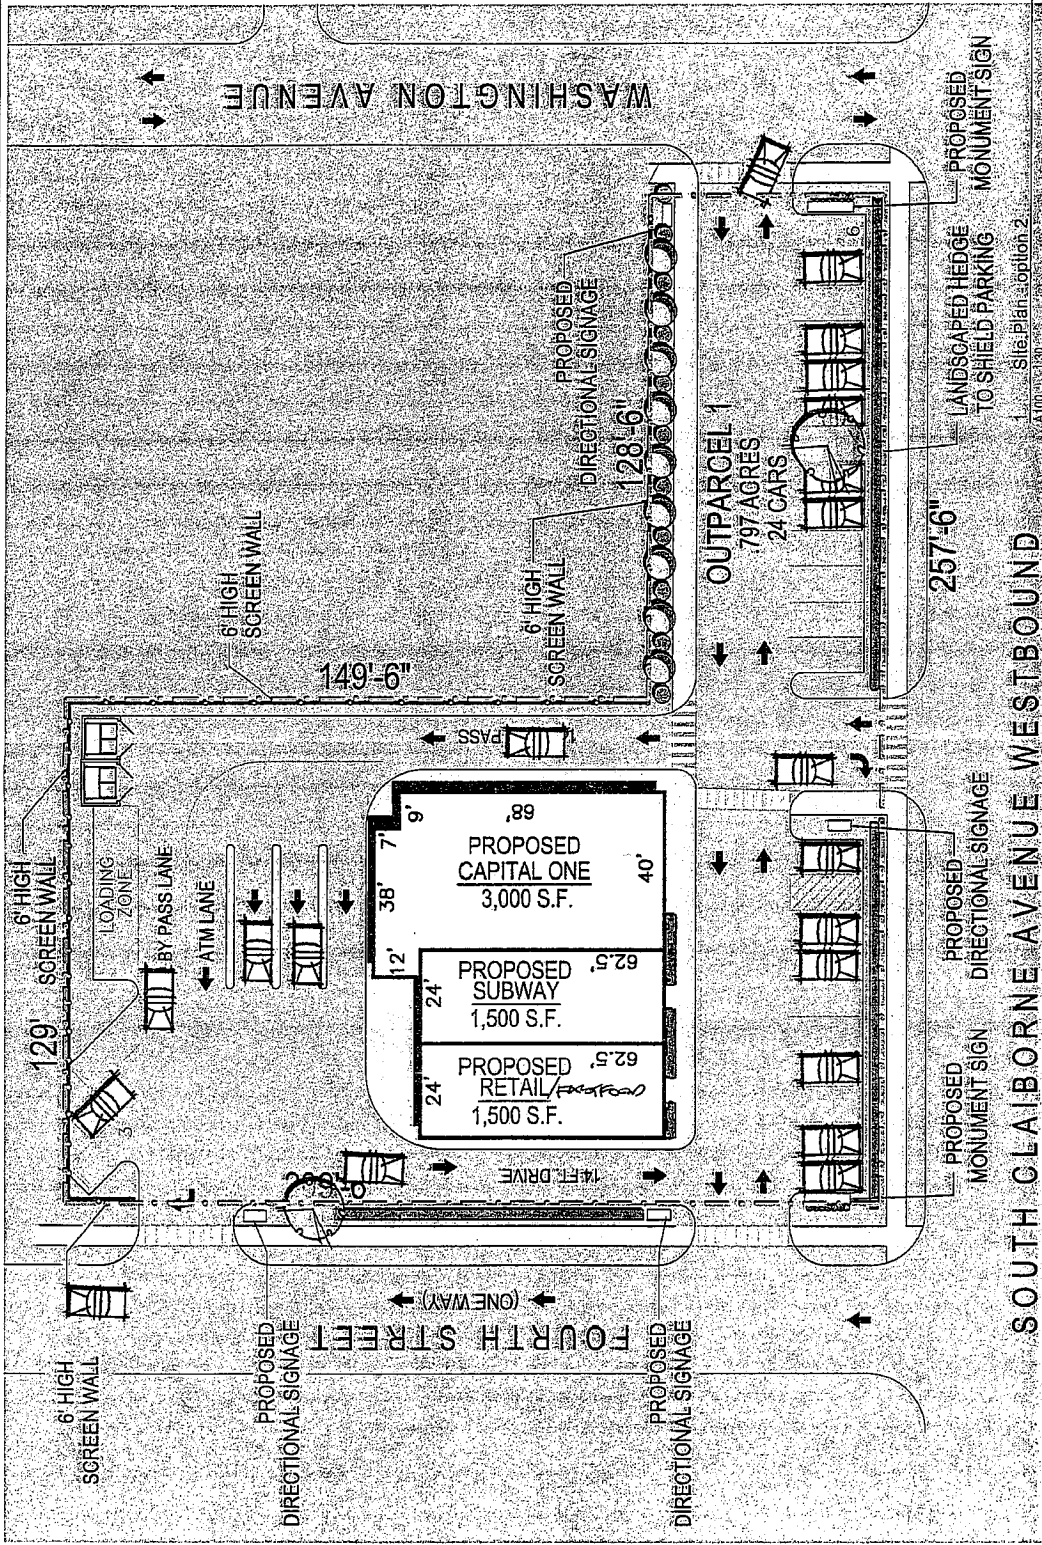 WASHINGTON AVENUE
PROPOSED
MONUMENT SIGN
LANDSCAPED HEDGE
TO SHIELD PARKING
1 Site Plan - option 2
PROPOSED
DIRECTIONAL SIGNAGE
128'-6"
6' HIGH
SCREEN WALL
OUTPARCEL 1
.797 ACRES
24 CARS
257'-6"
6' HIGH
SCREEN WALL
149'-6"
6' HIGH
SCREEN WALL
129'
LOADING
ZONE
BY PASS LANE
ATM LANE
PASS
3
7'
9'
38'
12'
68'
40'
PROPOSED
CAPITAL ONE
3,000 S.F.
24'
62.5'
PROPOSED
SUBWAY
1,500 S.F.
24'
62.5'
PROPOSED
RETAIL/FAST FOOD
1,500 S.F.
14 FT. DRIVE
PROPOSED
DIRECTIONAL SIGNAGE
PROPOSED
MONUMENT SIGN
6' HIGH
SCREEN WALL
PROPOSED
DIRECTIONAL SIGNAGE
(ONE WAY)
FOURTH STREET
PROPOSED
DIRECTIONAL SIGNAGE
SOUTH CLAIBORNE AVENUE WESTBOUND